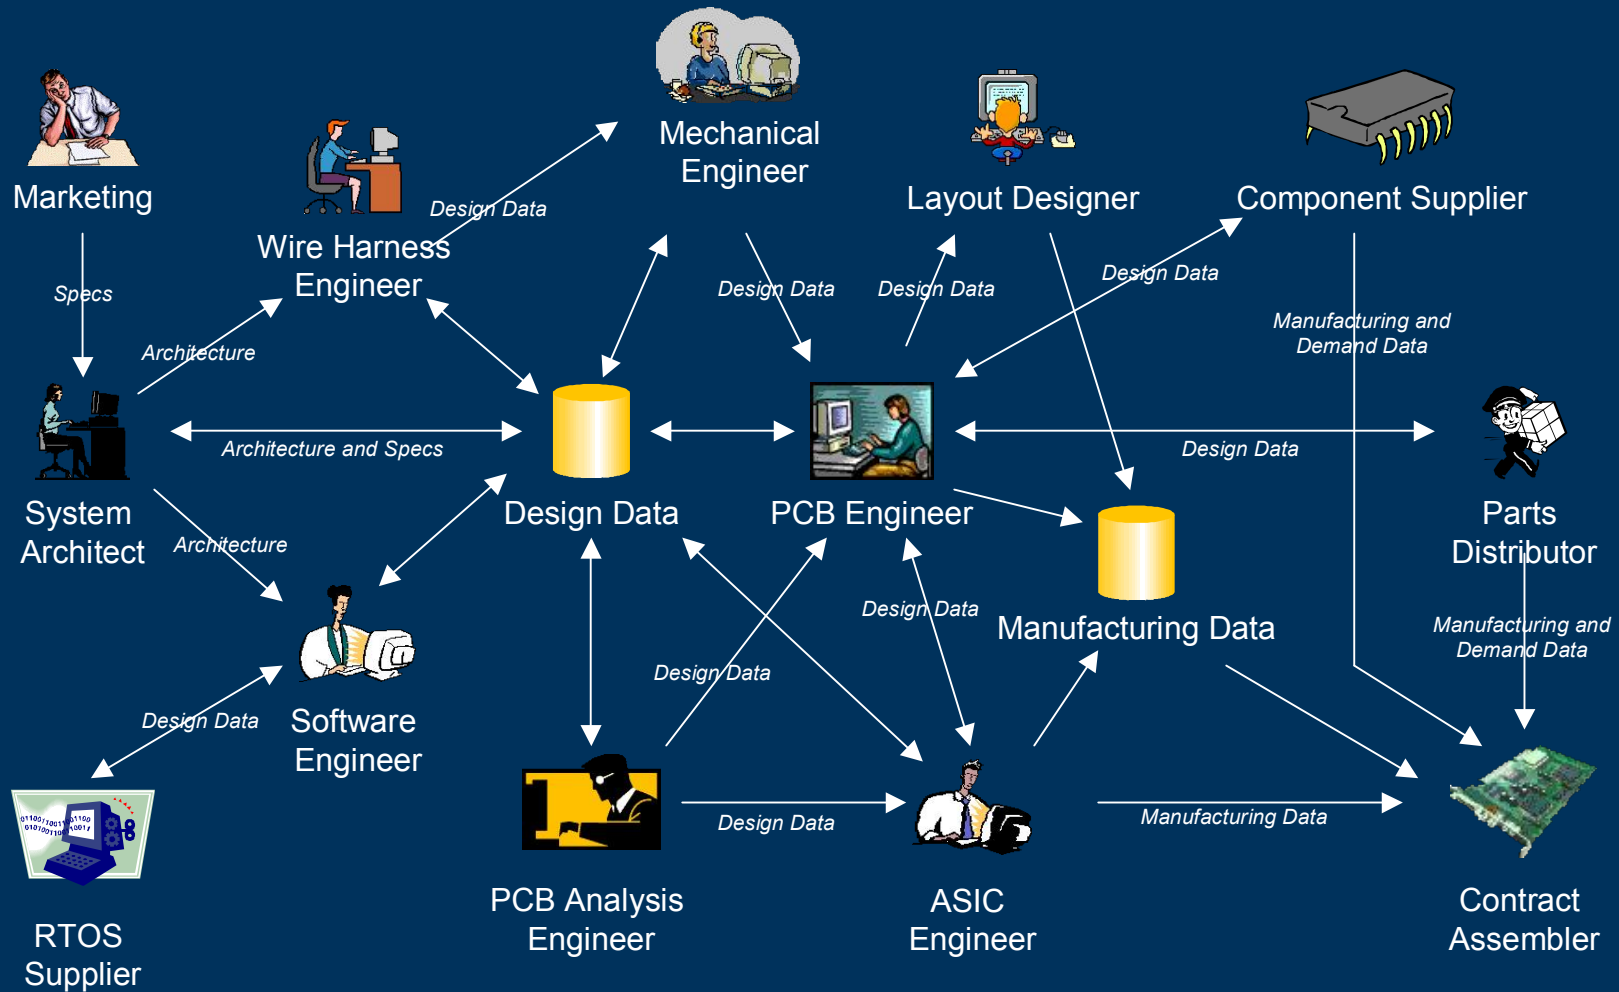 Mechanical
Engineer
Marketing
Layout Designer
Component Supplier
Design Data
Wire Harness
Engineer
Design Data
Specs
Design Data
Design Data
Manufacturing and
Demand Data
Architecture
Architecture and Specs
Design Data
System
Architect
Design Data
PCB Engineer
Parts
Distributor
Architecture
Design Data
Manufacturing Data
Manufacturing and
Demand Data
Design Data
Design Data
Software
Engineer
Design Data
Manufacturing Data
PCB Analysis
Engineer
ASIC
Engineer
Contract
Assembler
RTOS
Supplier